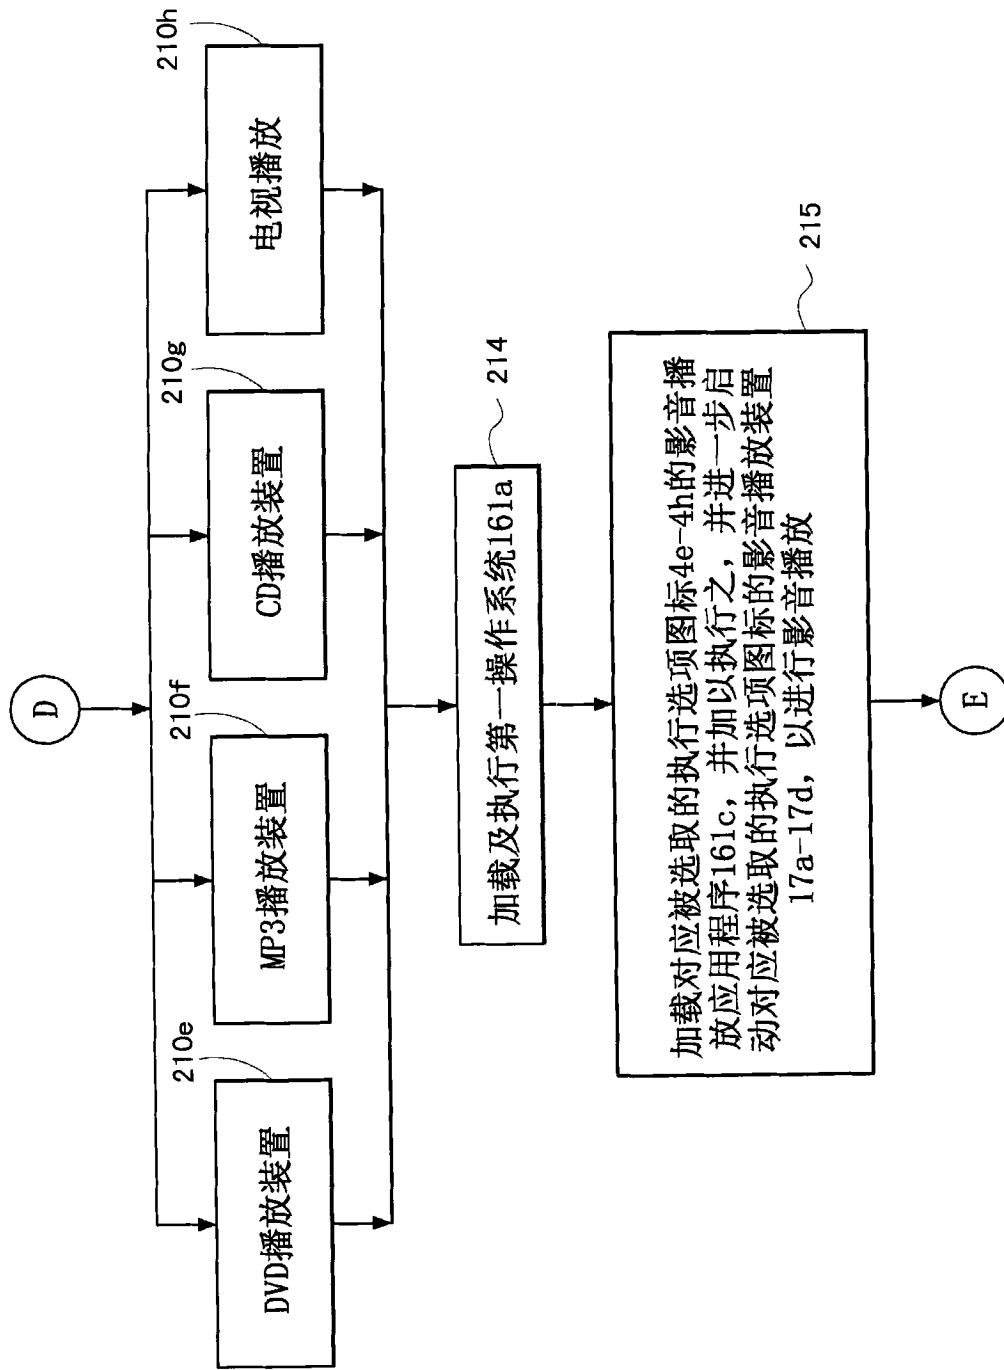 D
210e
DVD播放装置
210f
MP3播放装置
210g
CD播放装置
210h
电视播放
214
加载及执行第一操作系统161a
215
加载对应被选取的执行选项图标4e-4h的影音播
放应用程序161c，并加以执行之，并进一步启
动对应被选取的执行选项图标的影音播放装置
17a-17d，以进行影音播放
E